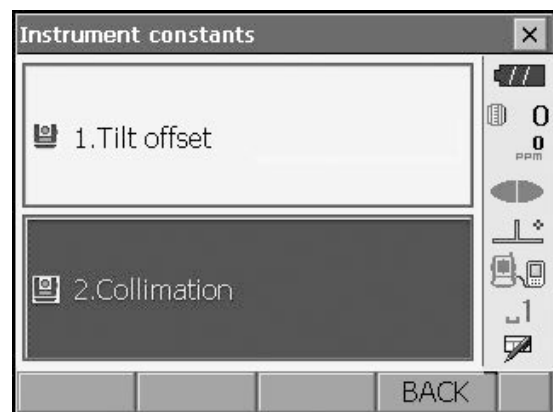 Instrument constants
1.Tilt offset
2.Collimation
0
0
PPM
1
BACK